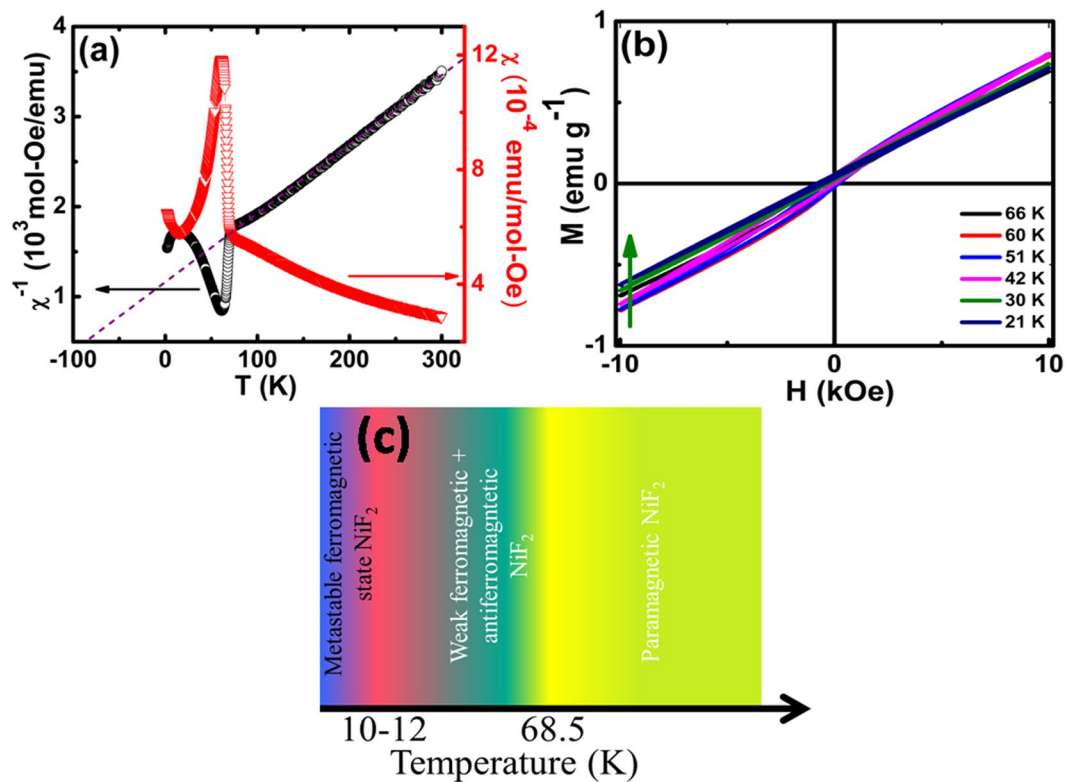 (a)
χ⁻¹ (10³ mol-Oe/emu)
4
3
2
1
-100
0
100
200
300
T (K)
12
8
4
χ (10⁻⁴ emu/mol-Oe)
(b)
M (emu g⁻¹)
1
0
-1
66 K
60 K
51 K
42 K
30 K
21 K
-10
0
10
H (kOe)
(c)
Metastable ferromagnetic
state NiF₂
Weak ferromagnetic +
antiferromagntetic
NiF₂
Paramagnetic NiF₂
10-12
68.5
Temperature (K)